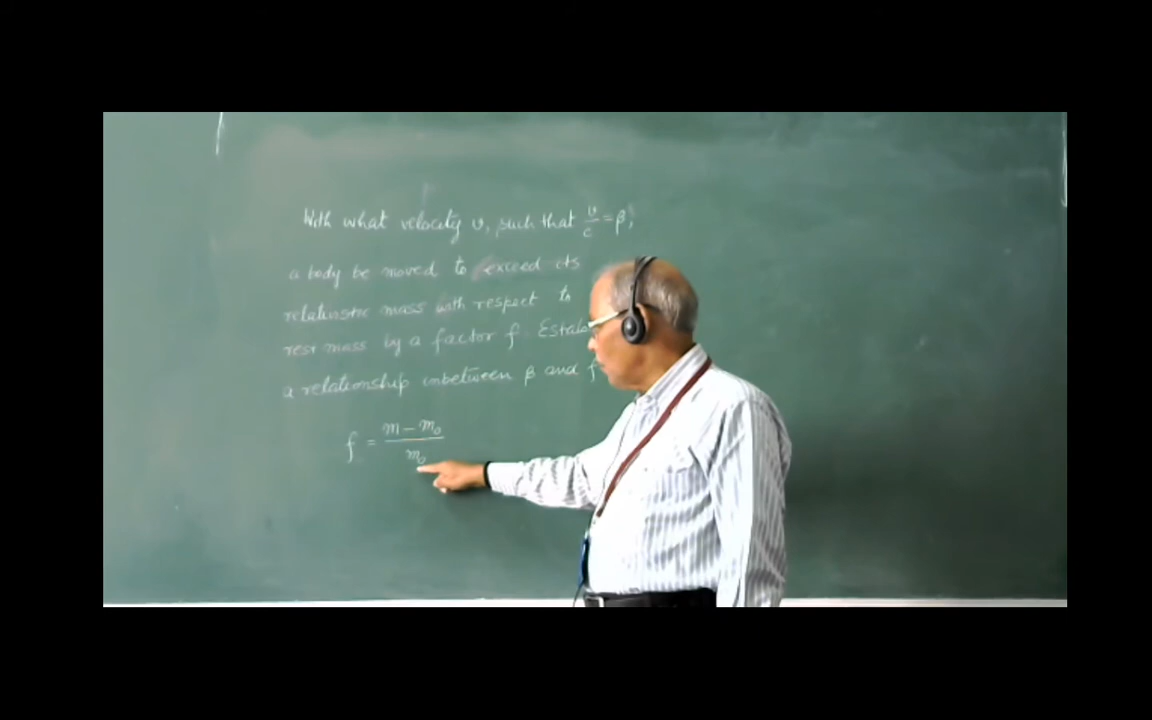 With what velocity v, such that v/c = β,
a body be moved to exceed its
relativistic mass with respect to
rest mass by a factor f. Estab
a relationship inbetween β and f
f = m - m₀ / m₀